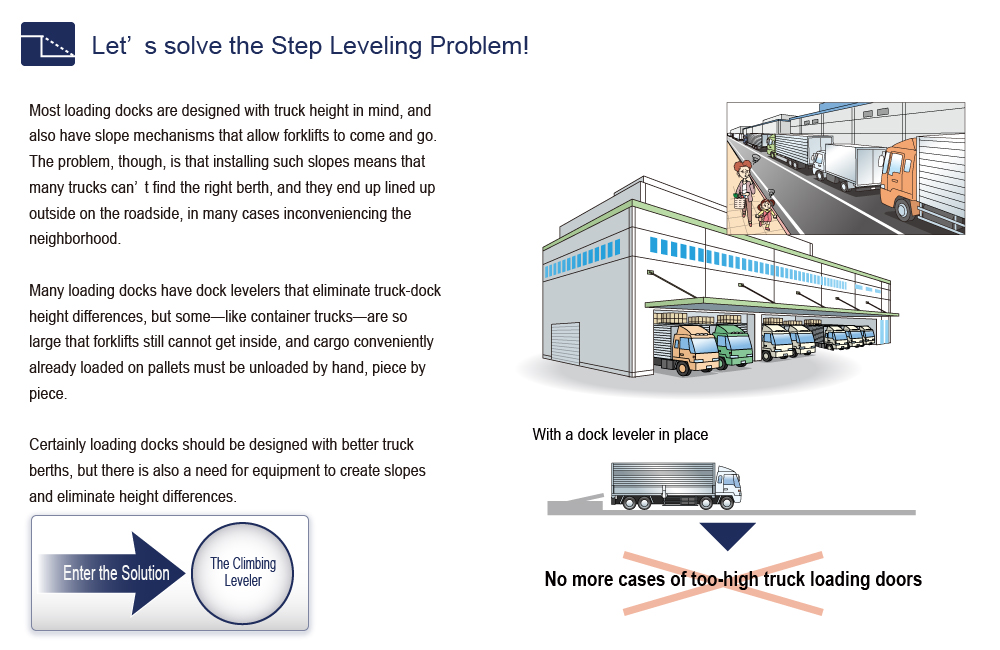 Let’ s solve the Step Leveling Problem!
Most loading docks are designed with truck height in mind, and
also have slope mechanisms that allow forklifts to come and go.
The problem, though, is that installing such slopes means that
many trucks can’ t find the right berth, and they end up lined up
outside on the roadside, in many cases inconveniencing the
neighborhood.
Many loading docks have dock levelers that eliminate truck-dock
height differences, but some—like container trucks—are so
large that forklifts still cannot get inside, and cargo conveniently
already loaded on pallets must be unloaded by hand, piece by
piece.
Certainly loading docks should be designed with better truck
berths, but there is also a need for equipment to create slopes
and eliminate height differences.
Enter the Solution
The Climbing
Leveler
With a dock leveler in place
No more cases of too-high truck loading doors